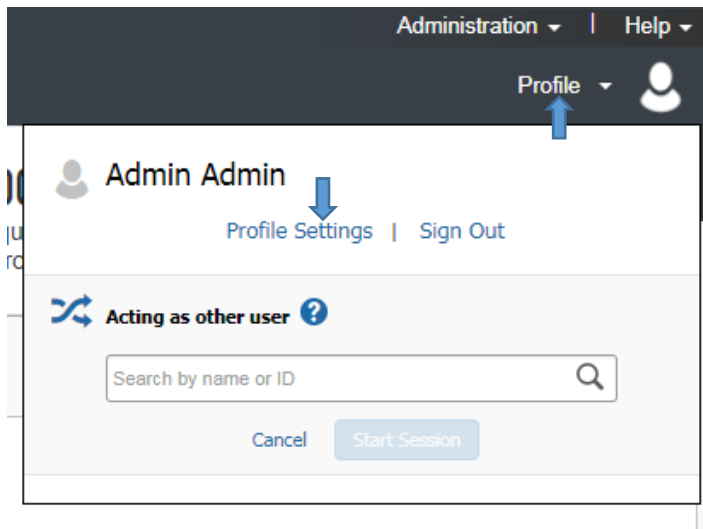 Administration | Help
Profile
Admin Admin
Profile Settings | Sign Out
Acting as other user ?
Search by name or ID
Cancel Start Session